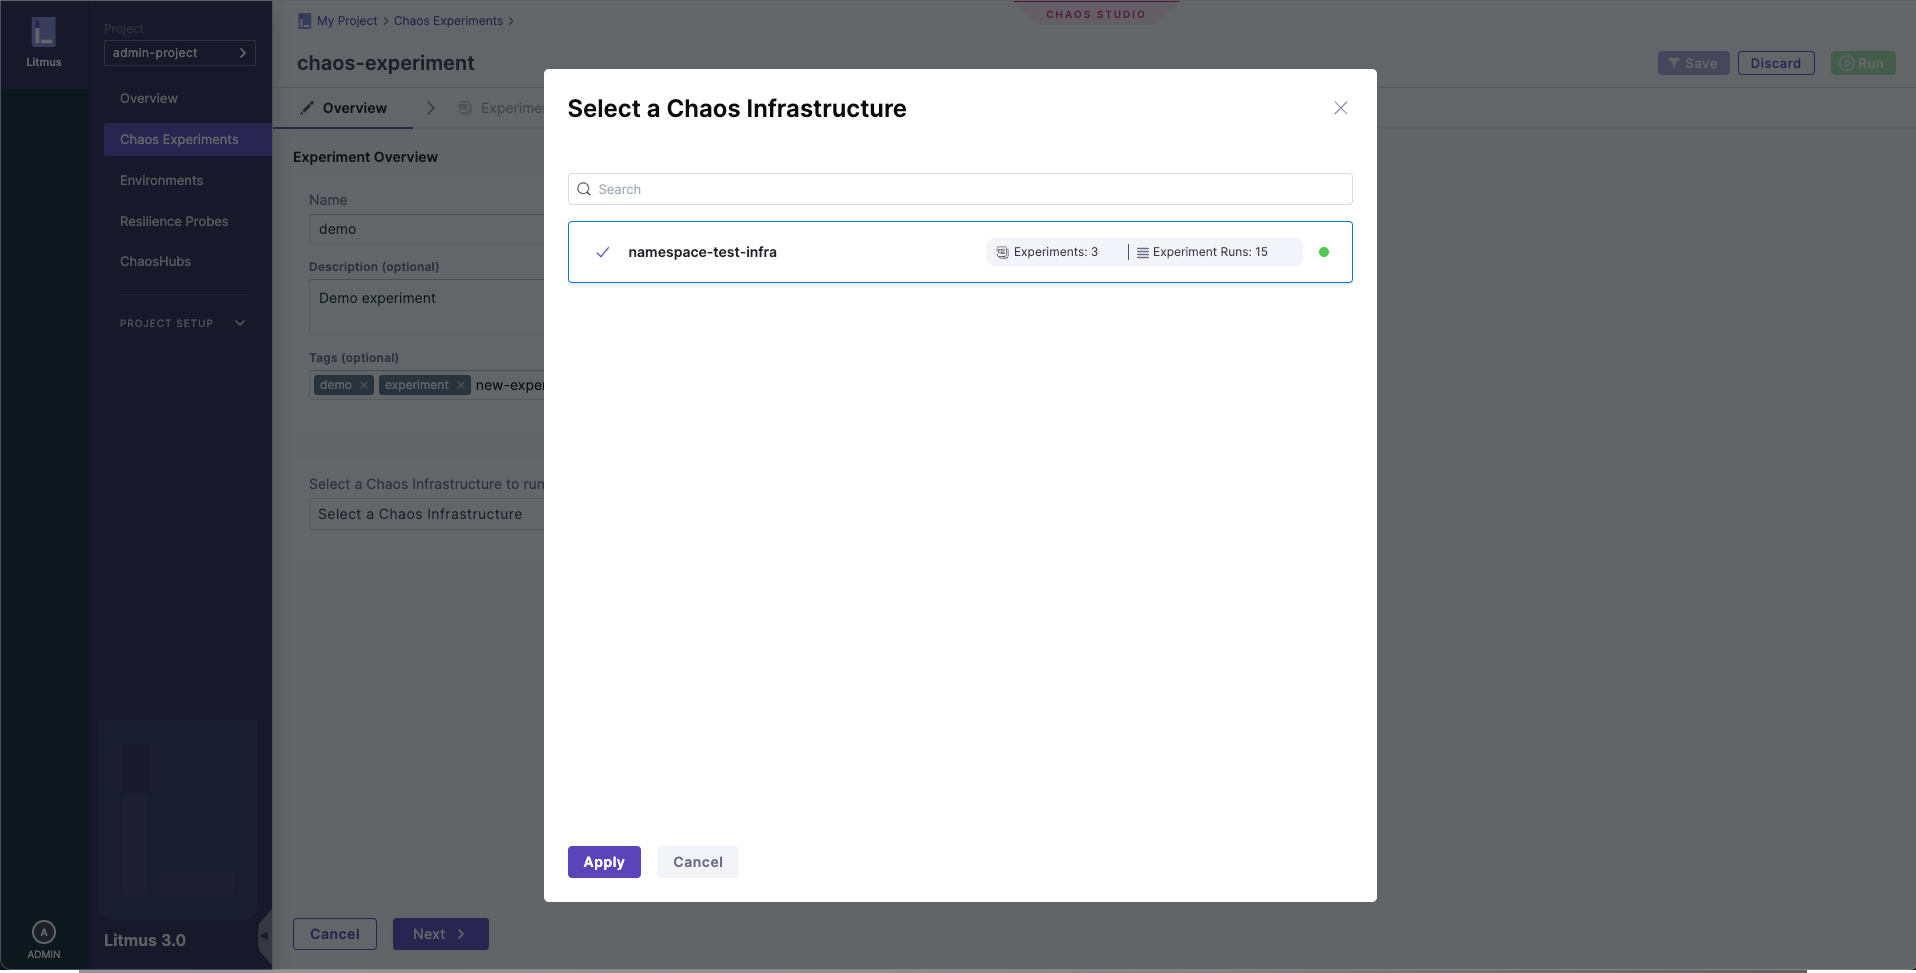 Litmus
Project
admin-project
Overview
Chaos Experiments
Environments
Resilience Probes
ChaosHubs
PROJECT SETUP
Litmus 3.0
A
ADMIN
My Project > Chaos Experiments >
CHAOS STUDIO
chaos-experiment
Save
Discard
Run
Overview
Experime
Experiment Overview
Name
demo
Description (optional)
Demo experiment
Tags (optional)
demo × experiment × new-exper
Select a Chaos Infrastructure to run
Select a Chaos Infrastructure
Cancel
Next
Select a Chaos Infrastructure
Search
namespace-test-infra
Experiments: 3
Experiment Runs: 15
Apply
Cancel